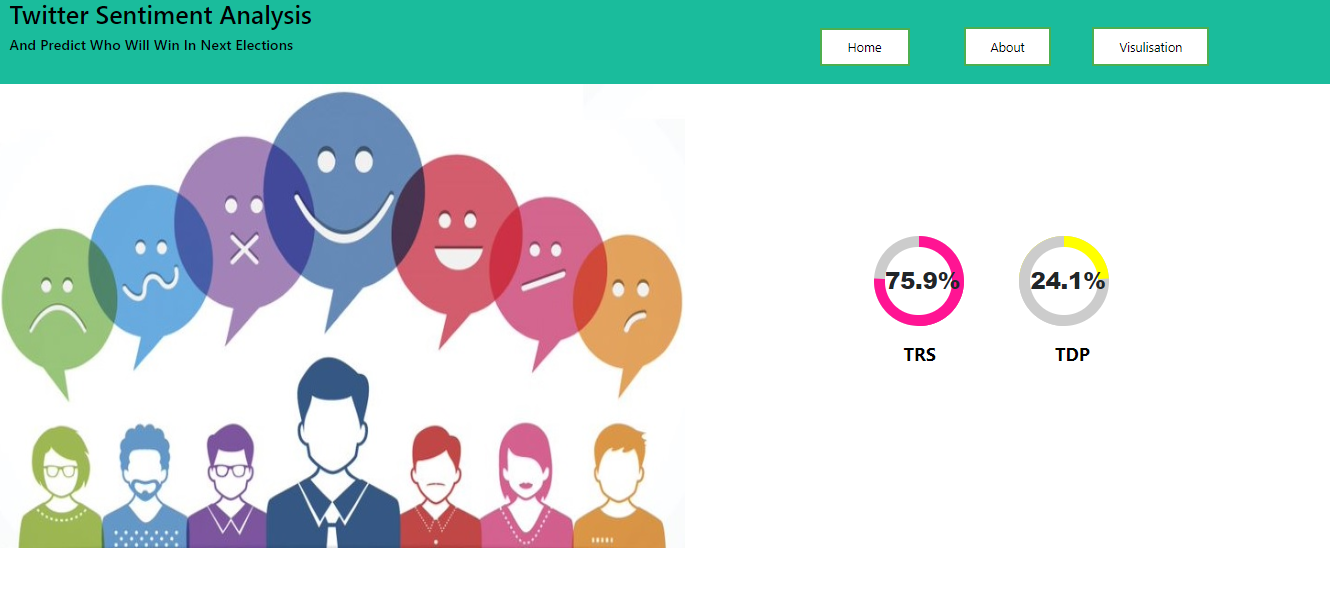 Twitter Sentiment Analysis
And Predict Who Will Win In Next Elections
Home
About
Visulisation
75.9%
24.1%
TRS
TDP